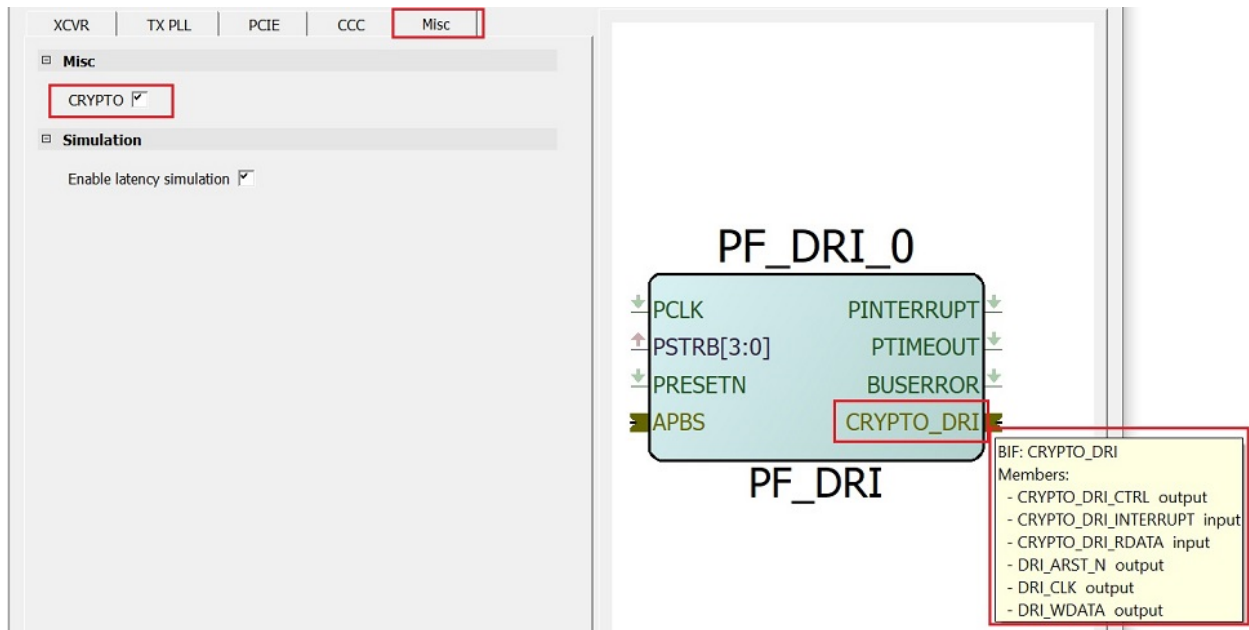 XCVR TX PLL PCIE CCC Misc
Misc
CRYPTO
Simulation
Enable latency simulation
PF_DRI_0
PCLK PINTERRUPT
PSTRB[3:0] PTIMEOUT
PRESETN BUSERROR
APBS CRYPTO_DRI
PF_DRI
BIF: CRYPTO_DRI
Members:
- CRYPTO_DRI_CTRL output
- CRYPTO_DRI_INTERRUPT input
- CRYPTO_DRI_RDATA input
- DRI_ARST_N output
- DRI_CLK output
- DRI_WDATA output